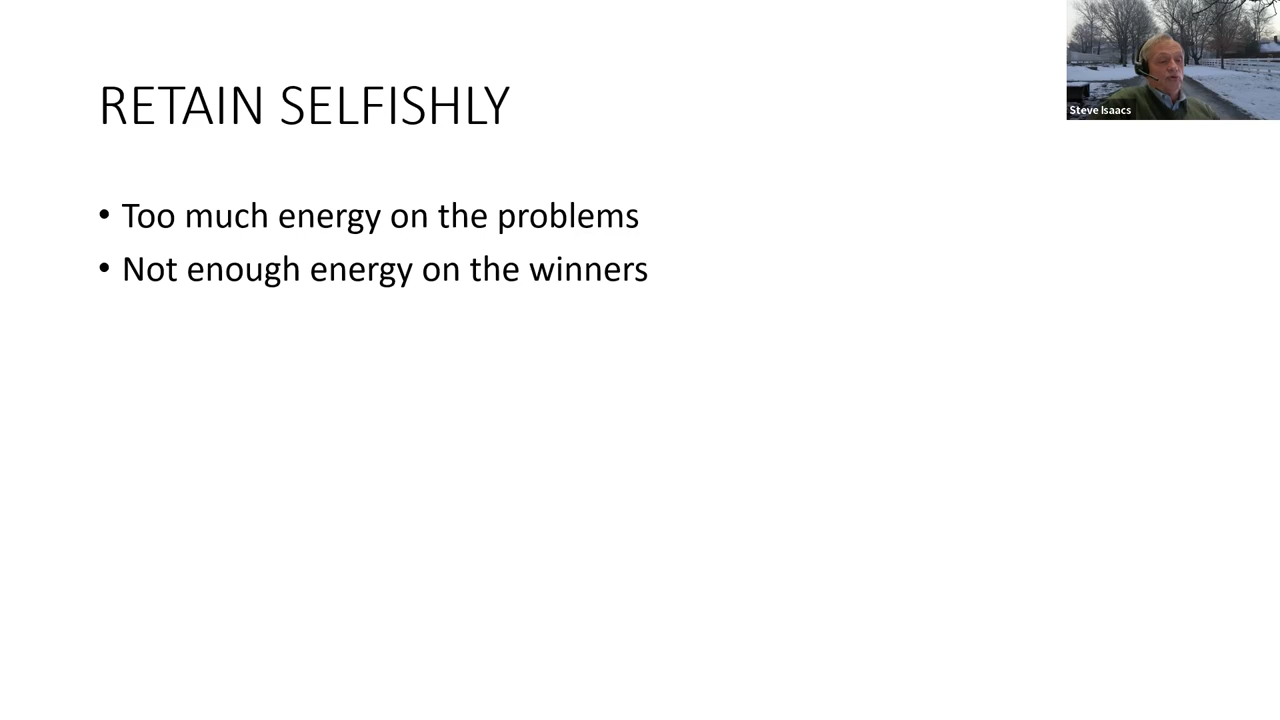 RETAIN SELFISHLY
• Too much energy on the problems
• Not enough energy on the winners
Steve Isaacs